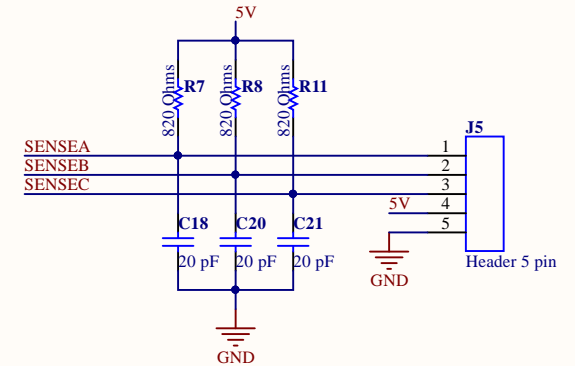 5V
R7 R8 R11
820 Ohms 820 Ohms 820 Ohms
J5
SENSEA 1
SENSEB 2
SENSEC 3
5V 4
5
C18 C20 C21
20 pF 20 pF 20 pF
Header 5 pin
GND
GND